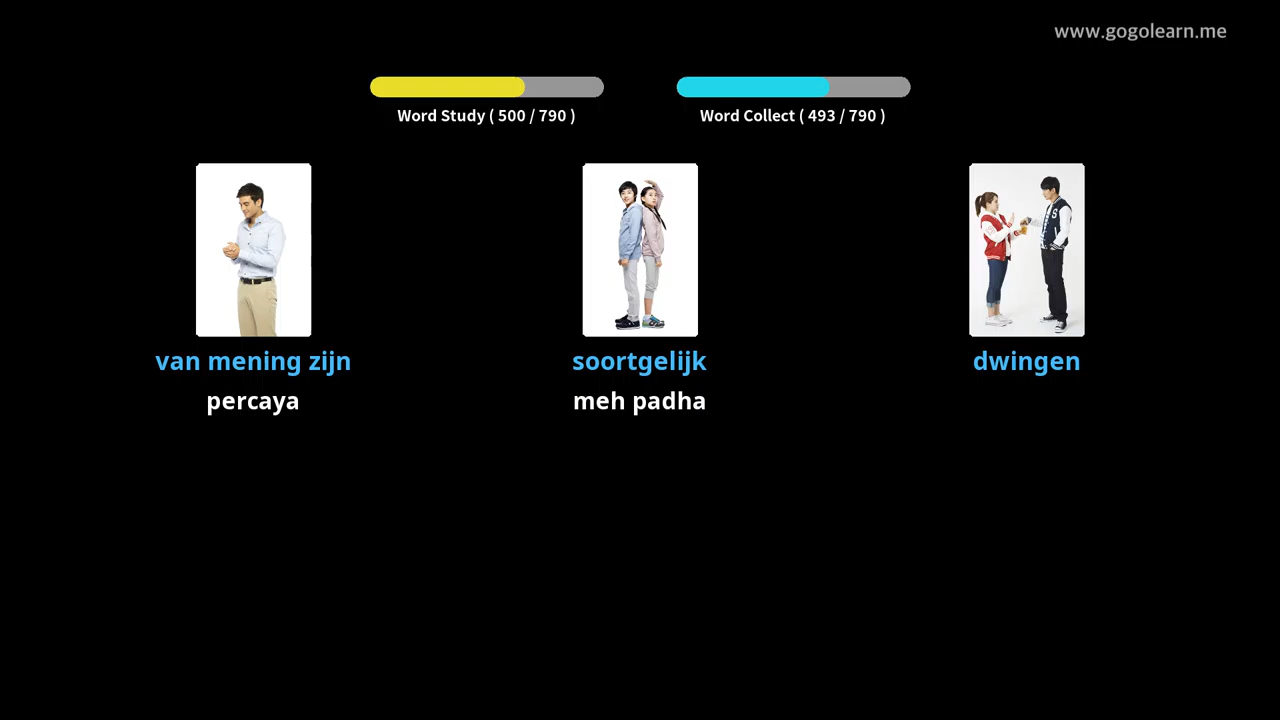 www.gogolearn.me
Word Study ( 500 / 790 )
Word Collect ( 493 / 790 )
van mening zijn
soortgelijk
dwingen
percaya
meh padha